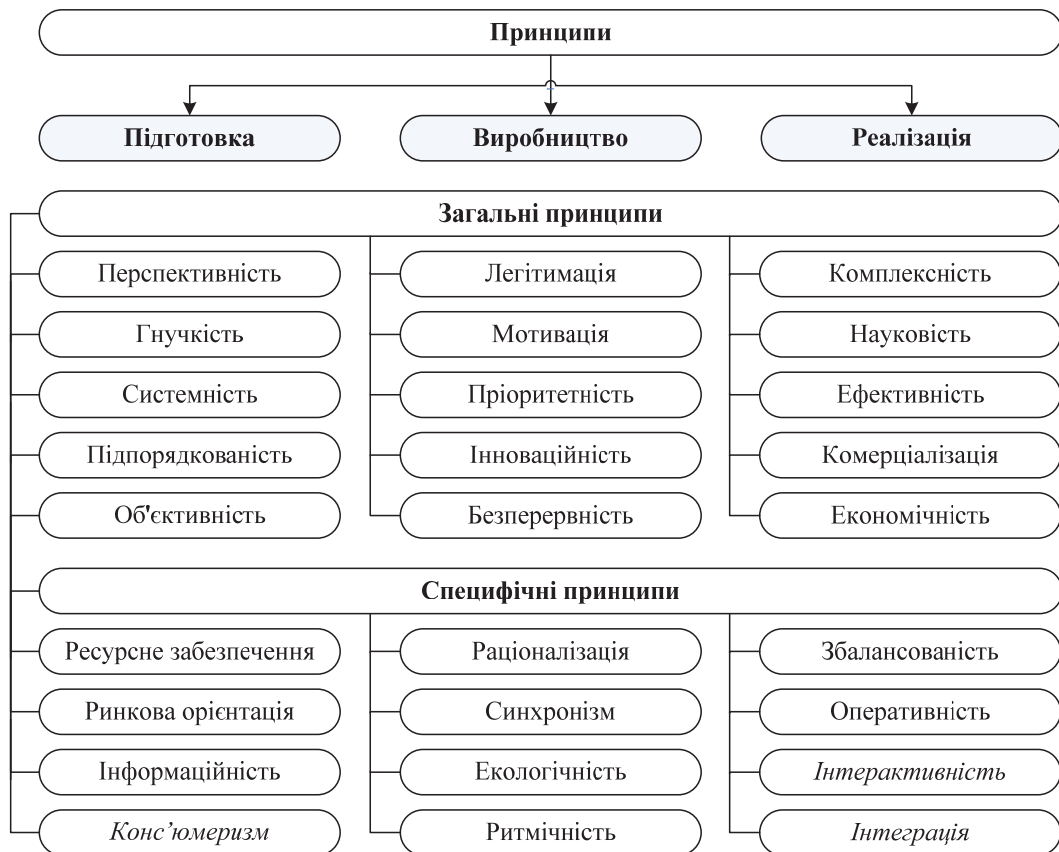 Принципи
Підготовка Виробництво Реалізація
Загальні принципи
Перспективність Легітимація Комплексність
Гнучкість Мотивація Науковість
Системність Пріоритетність Ефективність
Підпорядкованість Інноваційність Комерціалізація
Об'єктивність Безперервність Економічність
Специфічні принципи
Ресурсне забезпечення Раціоналізація Збалансованість
Ринкова орієнтація Синхронізм Оперативність
Інформаційність Екологічність Інтерактивність
Конс’юмеризм Ритмічність Інтеграція